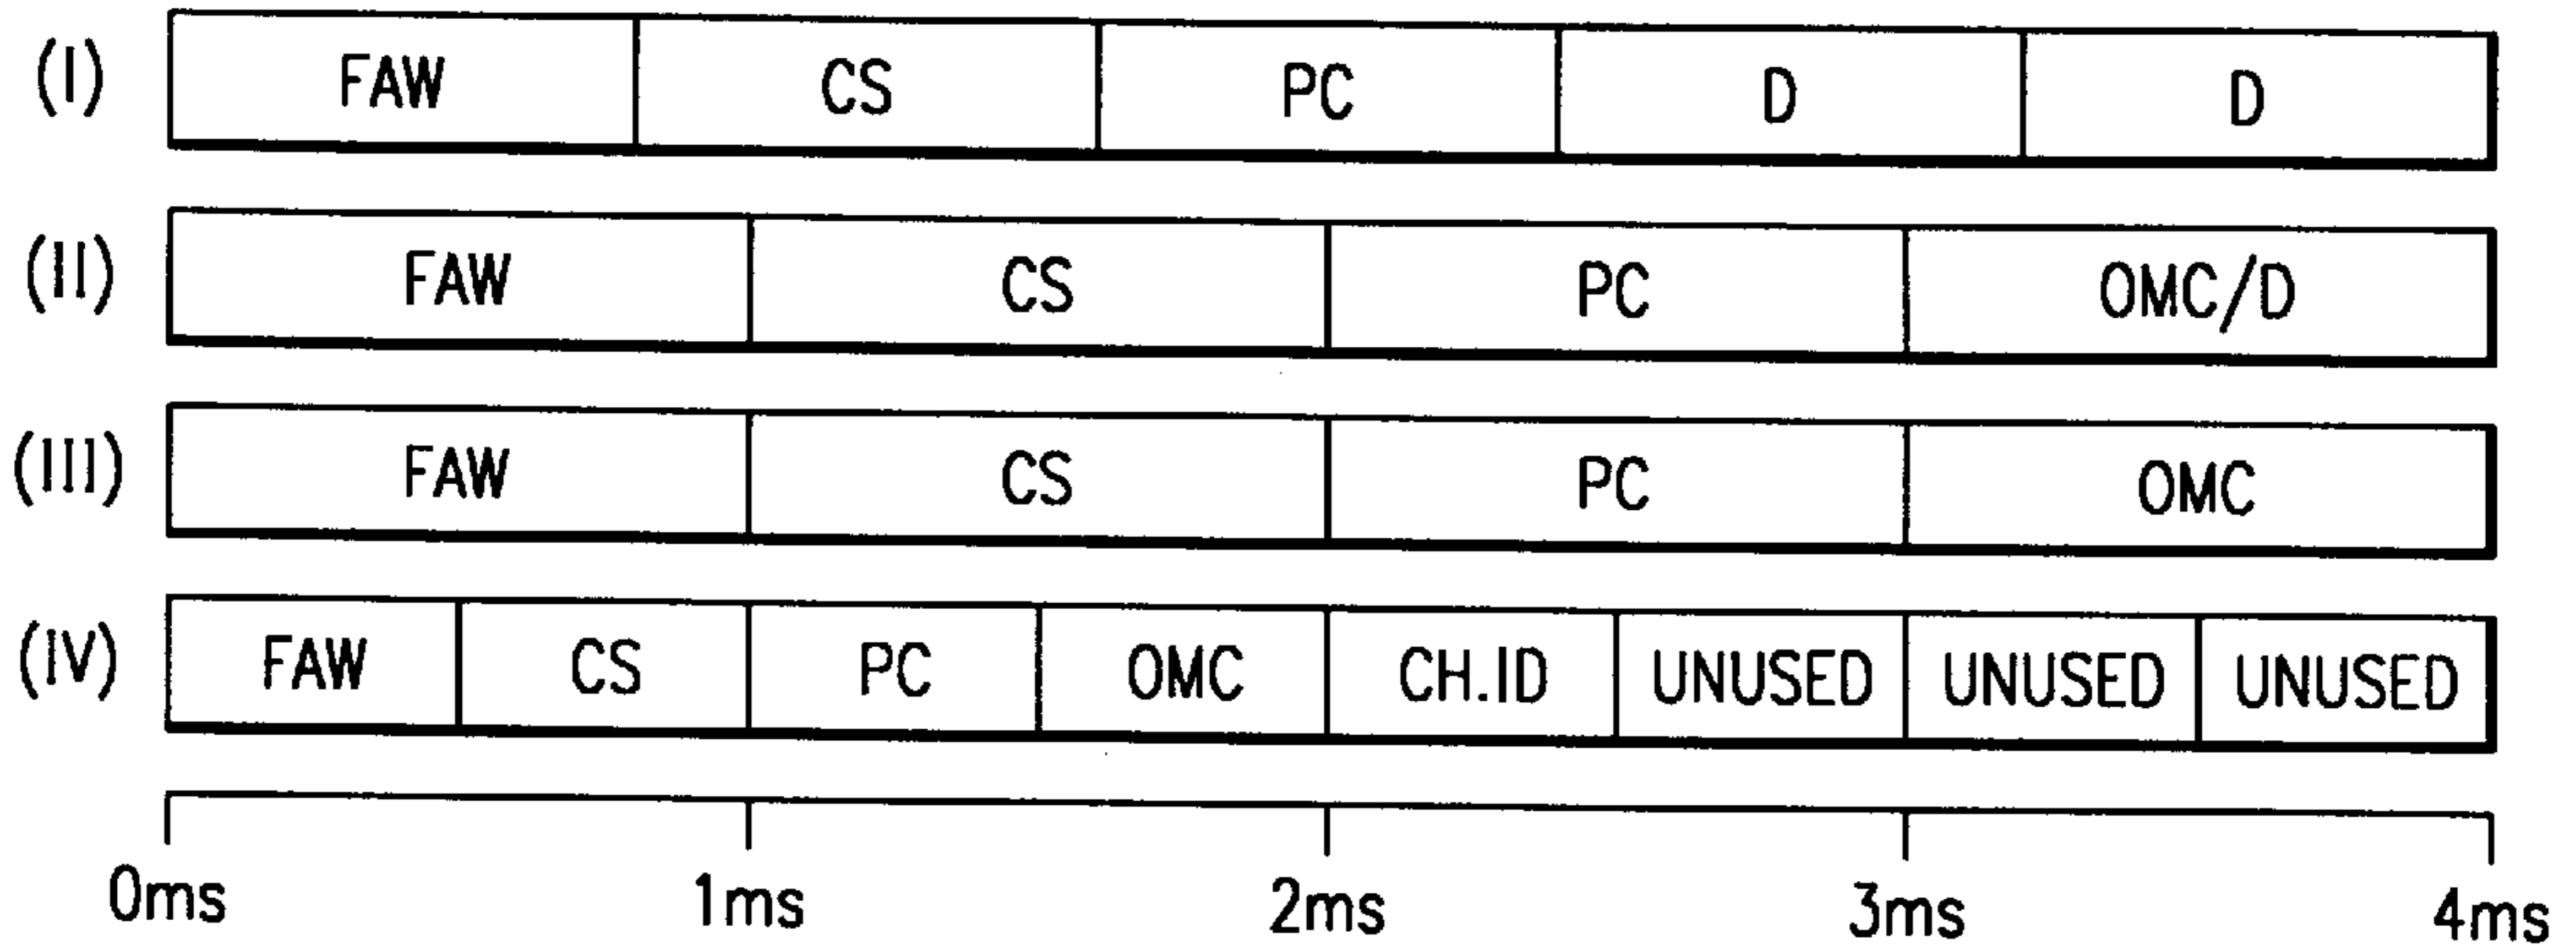 (I) FAW CS PC D D
(II) FAW CS PC OMC/D
(III) FAW CS PC OMC
(IV) FAW CS PC OMC CH.ID UNUSED UNUSED UNUSED
0ms 1ms 2ms 3ms 4ms